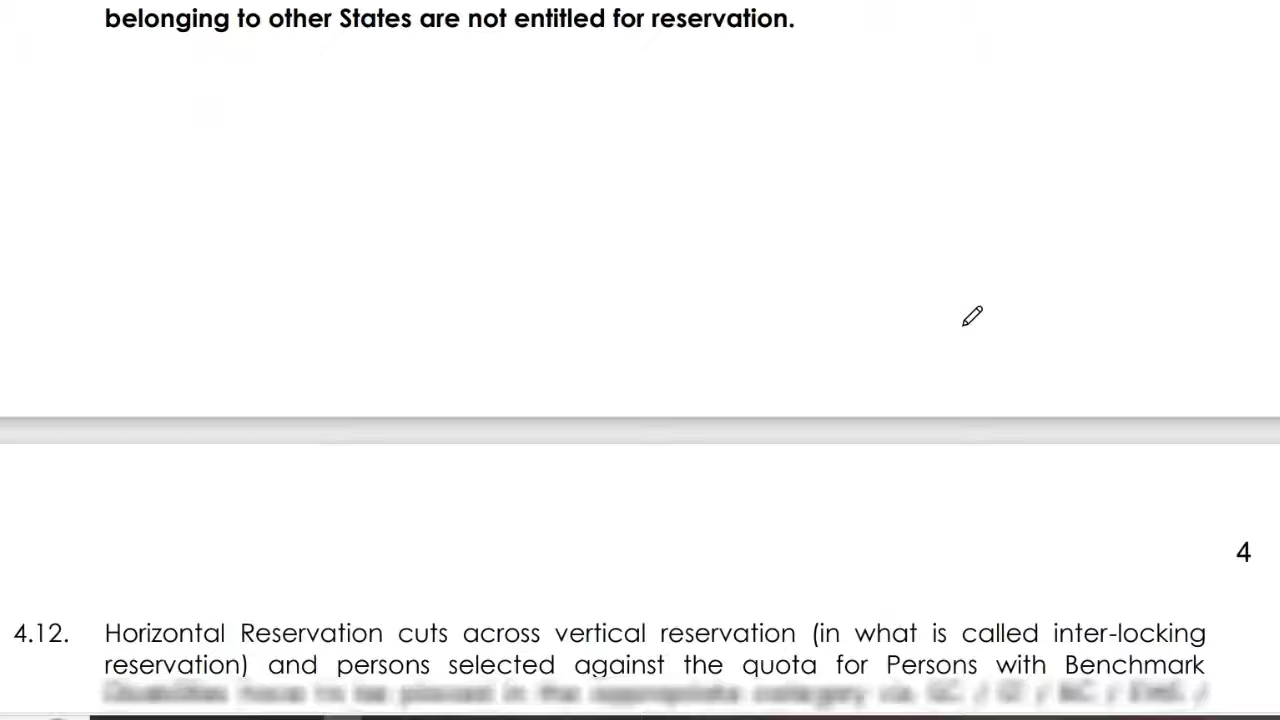 belonging to other States are not entitled for reservation.
4
4.12. Horizontal Reservation cuts across vertical reservation (in what is called inter-locking
reservation) and persons selected against the quota for Persons with Benchmark